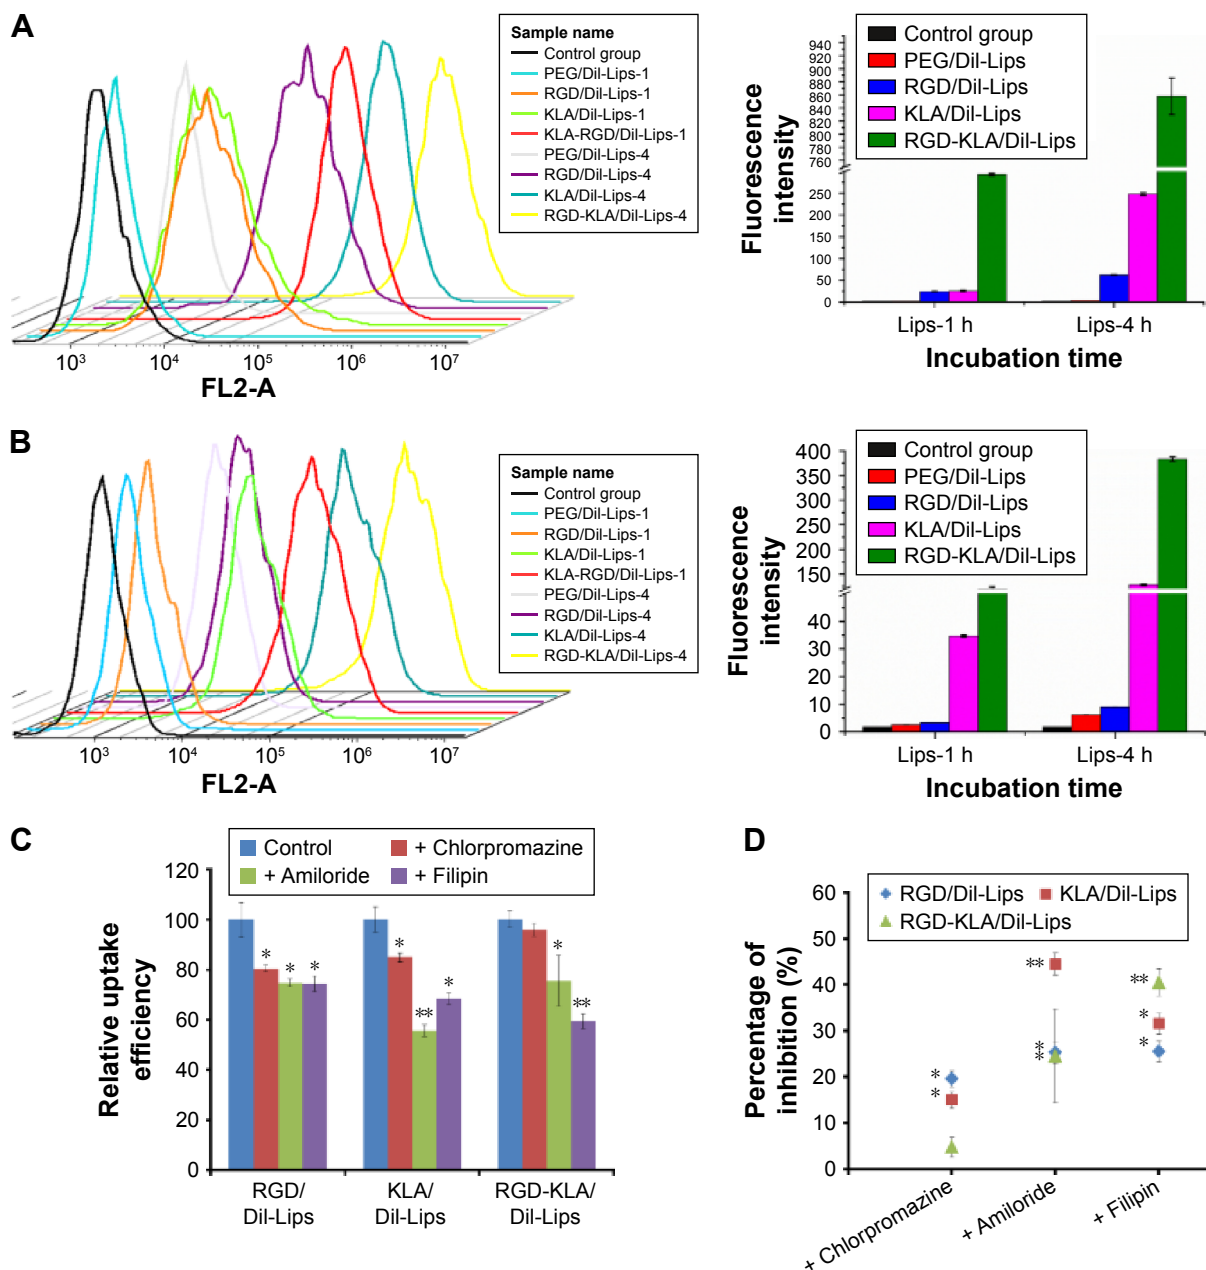 A
Sample name
Control group
PEG/Dil-Lips-1
RGD/Dil-Lips-1
KLA/Dil-Lips-1
KLA-RGD/Dil-Lips-1
PEG/Dil-Lips-4
RGD/Dil-Lips-4
KLA/Dil-Lips-4
RGD-KLA/Dil-Lips-4
10³ 10⁴ 10⁵ 10⁶ 10⁷
FL2-A
Fluorescence
intensity
940
920
900
880
860
840
820
800
780
760
250
200
150
100
50
0
Control group
PEG/Dil-Lips
RGD/Dil-Lips
KLA/Dil-Lips
RGD-KLA/Dil-Lips
Lips-1 h Lips-4 h
Incubation time
B
Sample name
Control group
PEG/Dil-Lips-1
RGD/Dil-Lips-1
KLA/Dil-Lips-1
KLA-RGD/Dil-Lips-1
PEG/Dil-Lips-4
RGD/Dil-Lips-4
KLA/Dil-Lips-4
RGD-KLA/Dil-Lips-4
10³ 10⁴ 10⁵ 10⁶ 10⁷
FL2-A
Fluorescence
intensity
400
350
300
250
200
150
40
30
20
10
0
Control group
PEG/Dil-Lips
RGD/Dil-Lips
KLA/Dil-Lips
RGD-KLA/Dil-Lips
Lips-1 h Lips-4 h
Incubation time
C
Control + Chlorpromazine
+ Amiloride + Filipin
Relative uptake
efficiency
120
100
80
60
40
20
0
* * *
* ** *
* **
RGD/
Dil-Lips
KLA/
Dil-Lips
RGD-KLA/
Dil-Lips
D
RGD/Dil-Lips KLA/Dil-Lips
RGD-KLA/Dil-Lips
Percentage of
inhibition (%)
60
50
40
30
20
10
0
* *
** * *
** * *
+ Chlorpromazine
+ Amiloride
+ Filipin